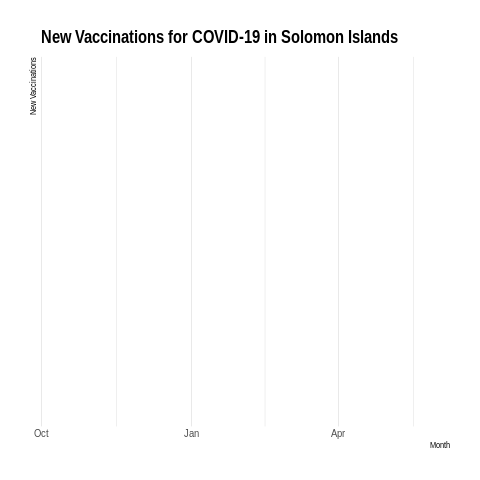 New Vaccinations for COVID-19 in Solomon Islands
New Vaccinations
Oct Jan Apr
Month